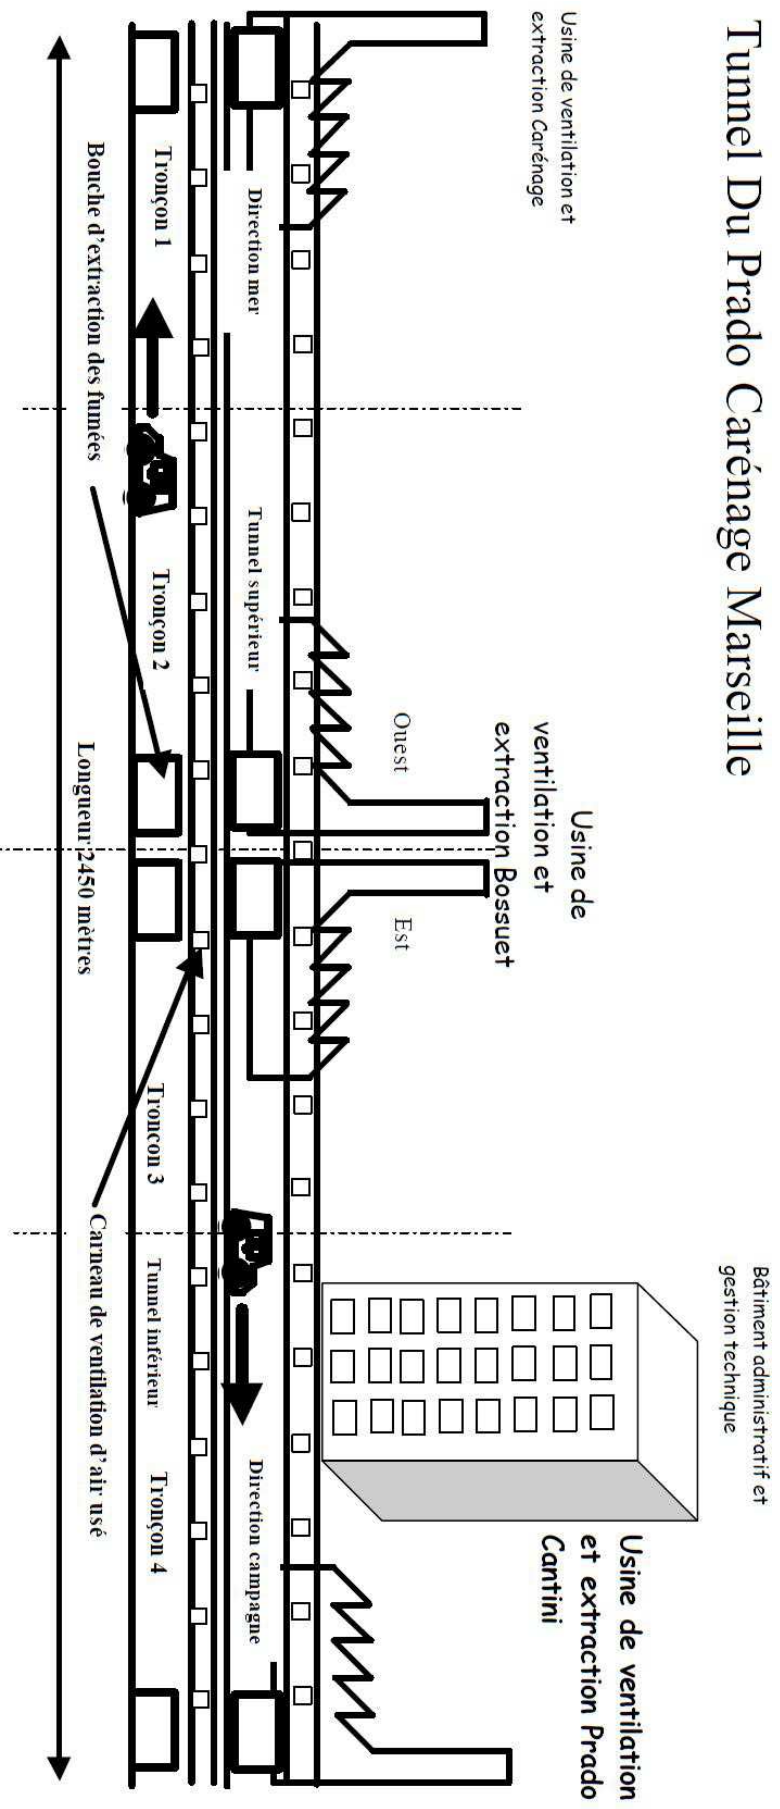 Tunnel Du Prado Carénage Marseille
Usine de ventilation et
extraction Carénage
Usine de
ventilation et
extraction Bossuet
Ouest
Est
Bâtiment administratif et
gestion technique
Usine de ventilation
et extraction Prado
Cantini
Direction mer
Tunnel supérieur
Direction campagne
Tronçon 1
Tronçon 2
Troncon 3
Tunnel inférieur
Tronçon 4
Bouche d'extraction des fumées
Carneau de ventilation d'air usé
Longueur 2450 mètres